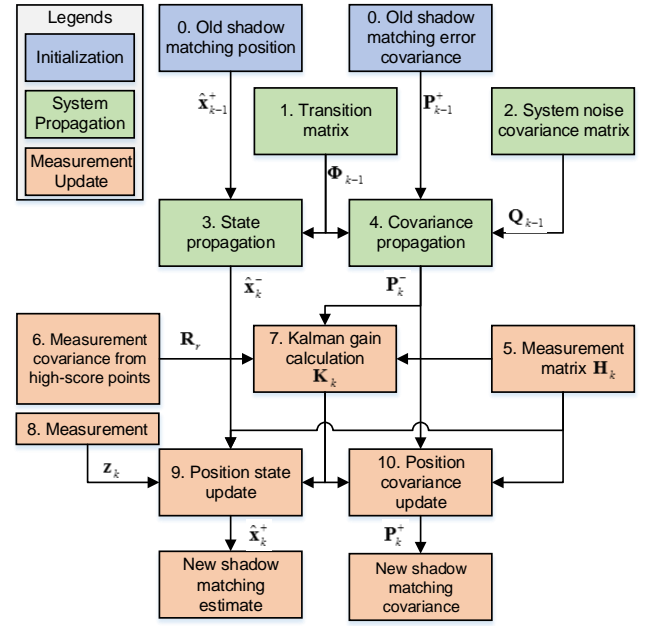 Legends
Initialization
System
Propagation
Measurement
Update
0. Old shadow
matching position
0. Old shadow
matching error
covariance
x̂⁺ₖ₋₁
P⁺ₖ₋₁
1. Transition
matrix
2. System noise
covariance matrix
Φₖ₋₁
Qₖ₋₁
3. State
propagation
4. Covariance
propagation
x̂⁻ₖ
P⁻ₖ
6. Measurement
covariance from
high-score points
Rᵣ
7. Kalman gain
calculation
Kₖ
5. Measurement
matrix Hₖ
8. Measurement
zₖ
9. Position state
update
10. Position
covariance
update
x̂⁺ₖ
P⁺ₖ
New shadow
matching
estimate
New shadow
matching
covariance